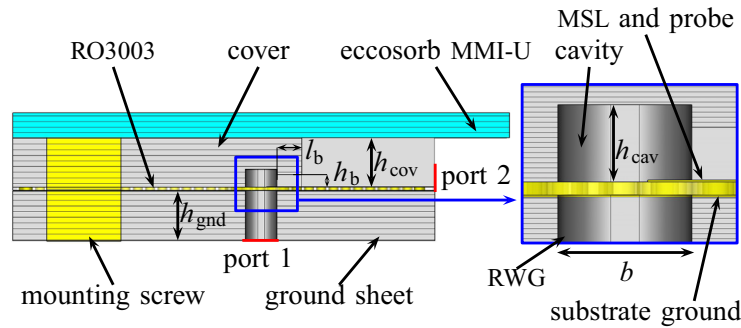 RO3003
cover
eccosorb MMI-U
MSL and probe
cavity
l_b
h_b
h_cov
h_cav
port 2
h_gnd
port 1
RWG
b
mounting screw
ground sheet
substrate ground